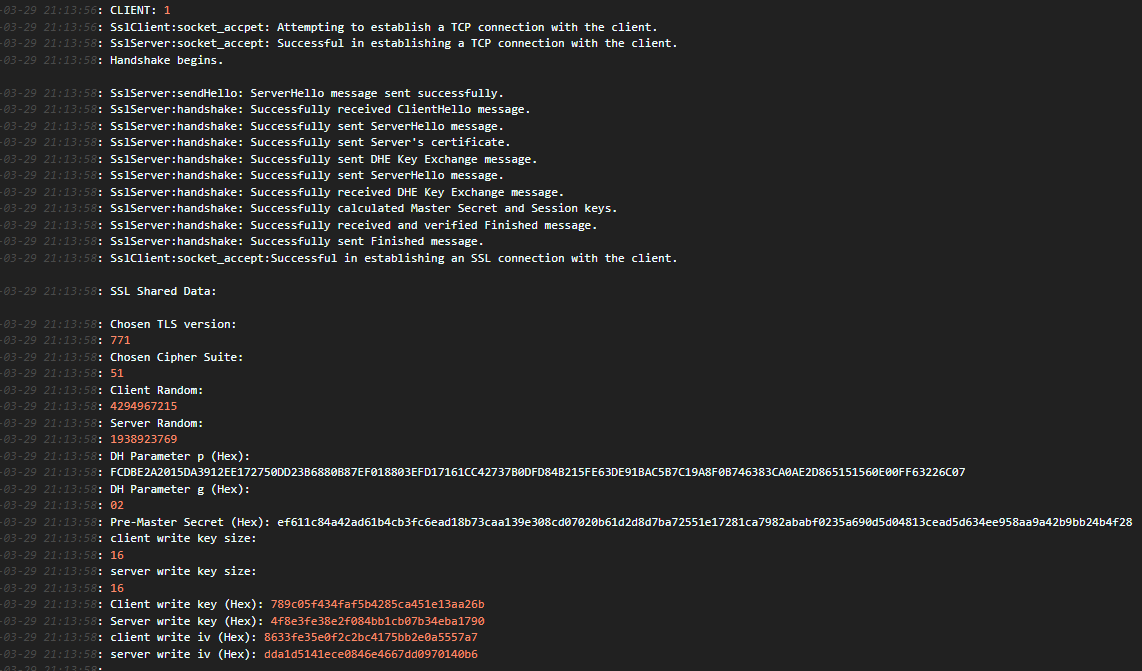 -03-29 21:13:56: CLIENT: 1
-03-29 21:13:56: SslClient:socket_accpet: Attempting to establish a TCP connection with the client.
-03-29 21:13:58: SslServer:socket_accept: Successful in establishing a TCP connection with the client.
-03-29 21:13:58: Handshake begins.
-03-29 21:13:58: SslServer:sendHello: ServerHello message sent successfully.
-03-29 21:13:58: SslServer:handshake: Successfully received ClientHello message.
-03-29 21:13:58: SslServer:handshake: Successfully sent ServerHello message.
-03-29 21:13:58: SslServer:handshake: Successfully sent Server's certificate.
-03-29 21:13:58: SslServer:handshake: Successfully sent DHE Key Exchange message.
-03-29 21:13:58: SslServer:handshake: Successfully sent ServerHello message.
-03-29 21:13:58: SslServer:handshake: Successfully received DHE Key Exchange message.
-03-29 21:13:58: SslServer:handshake: Successfully calculated Master Secret and Session keys.
-03-29 21:13:58: SslServer:handshake: Successfully received and verified Finished message.
-03-29 21:13:58: SslServer:handshake: Successfully sent Finished message.
-03-29 21:13:58: SslClient:socket_accept:Successful in establishing an SSL connection with the client.
-03-29 21:13:58: SSL Shared Data:
-03-29 21:13:58: Chosen TLS version:
-03-29 21:13:58: 771
-03-29 21:13:58: Chosen Cipher Suite:
-03-29 21:13:58: 51
-03-29 21:13:58: Client Random:
-03-29 21:13:58: 4294967215
-03-29 21:13:58: Server Random:
-03-29 21:13:58: 1938923769
-03-29 21:13:58: DH Parameter p (Hex):
-03-29 21:13:58: FCDBE2A2015DA3912EE172750DD23B6880B87EF018803EFD17161CC42737B0DFD84B215FE63DE91BAC5B7C19A8F0B746383CA0AE2D865151560E00FF63226C07
-03-29 21:13:58: DH Parameter g (Hex):
-03-29 21:13:58: 02
-03-29 21:13:58: Pre-Master Secret (Hex): ef611c84a42ad61b4cb3fc6ead18b73caa139e308cd07020b61d2d8d7ba72551e17281ca7982ababf0235a690d5d04813cead5d634ee958aa9a42b9bb24b4f28
-03-29 21:13:58: client write key size:
-03-29 21:13:58: 16
-03-29 21:13:58: server write key size:
-03-29 21:13:58: 16
-03-29 21:13:58: Client write key (Hex): 789c05f434faf5b4285ca451e13aa26b
-03-29 21:13:58: Server write key (Hex): 4f8e3fe38e2f084bb1cb07b34eba1790
-03-29 21:13:58: client write iv (Hex): 8633fe35e0f2c2bc4175bb2e0a5557a7
-03-29 21:13:58: server write iv (Hex): dda1d5141ece0846e4667dd0970140b6